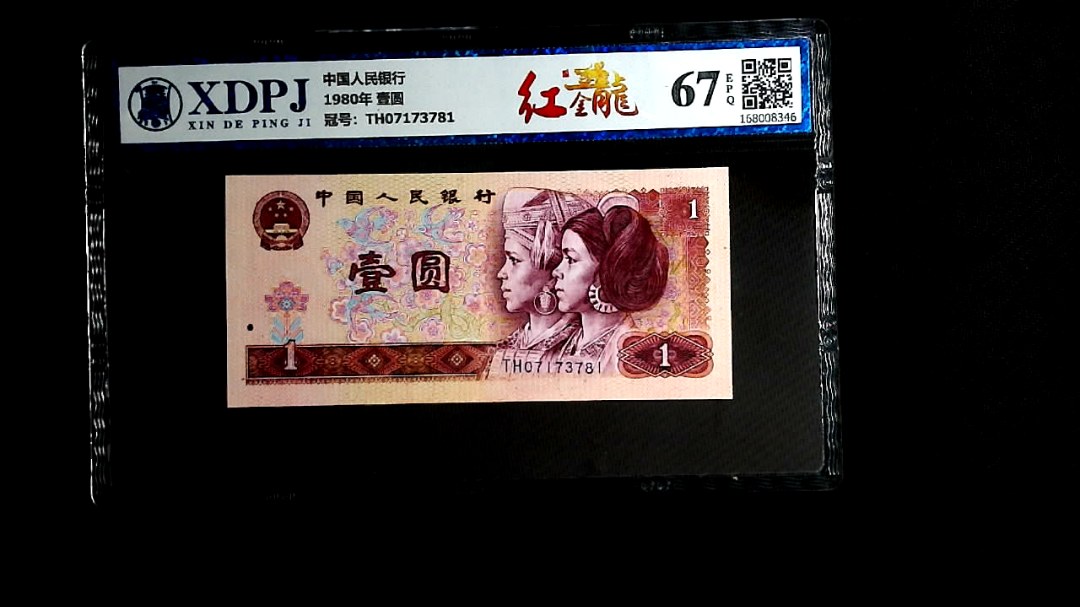 XDPJ
XIN DE PING JI
中国人民银行
1980年 壹圆
冠号: TH07173781
红金龍
67
EPQ
168008346
中国人民银行
1
壹圆
1
TH07173781
1